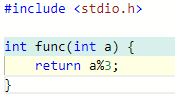 #include <stdio.h>
int func(int a) {
    return a%3;
}